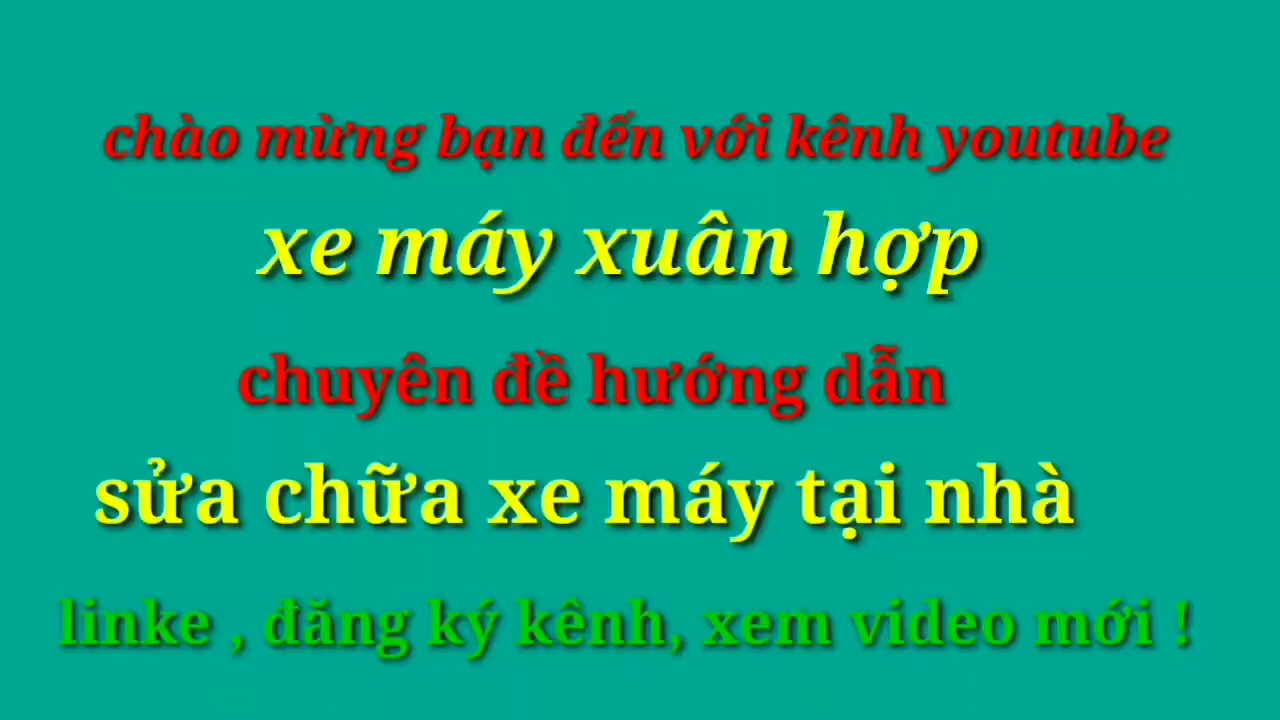 chào mừng bạn đến với kênh youtube
xe máy xuân hợp
chuyên đề hướng dẫn
sửa chữa xe máy tại nhà
linke , đăng ký kênh, xem video mới !